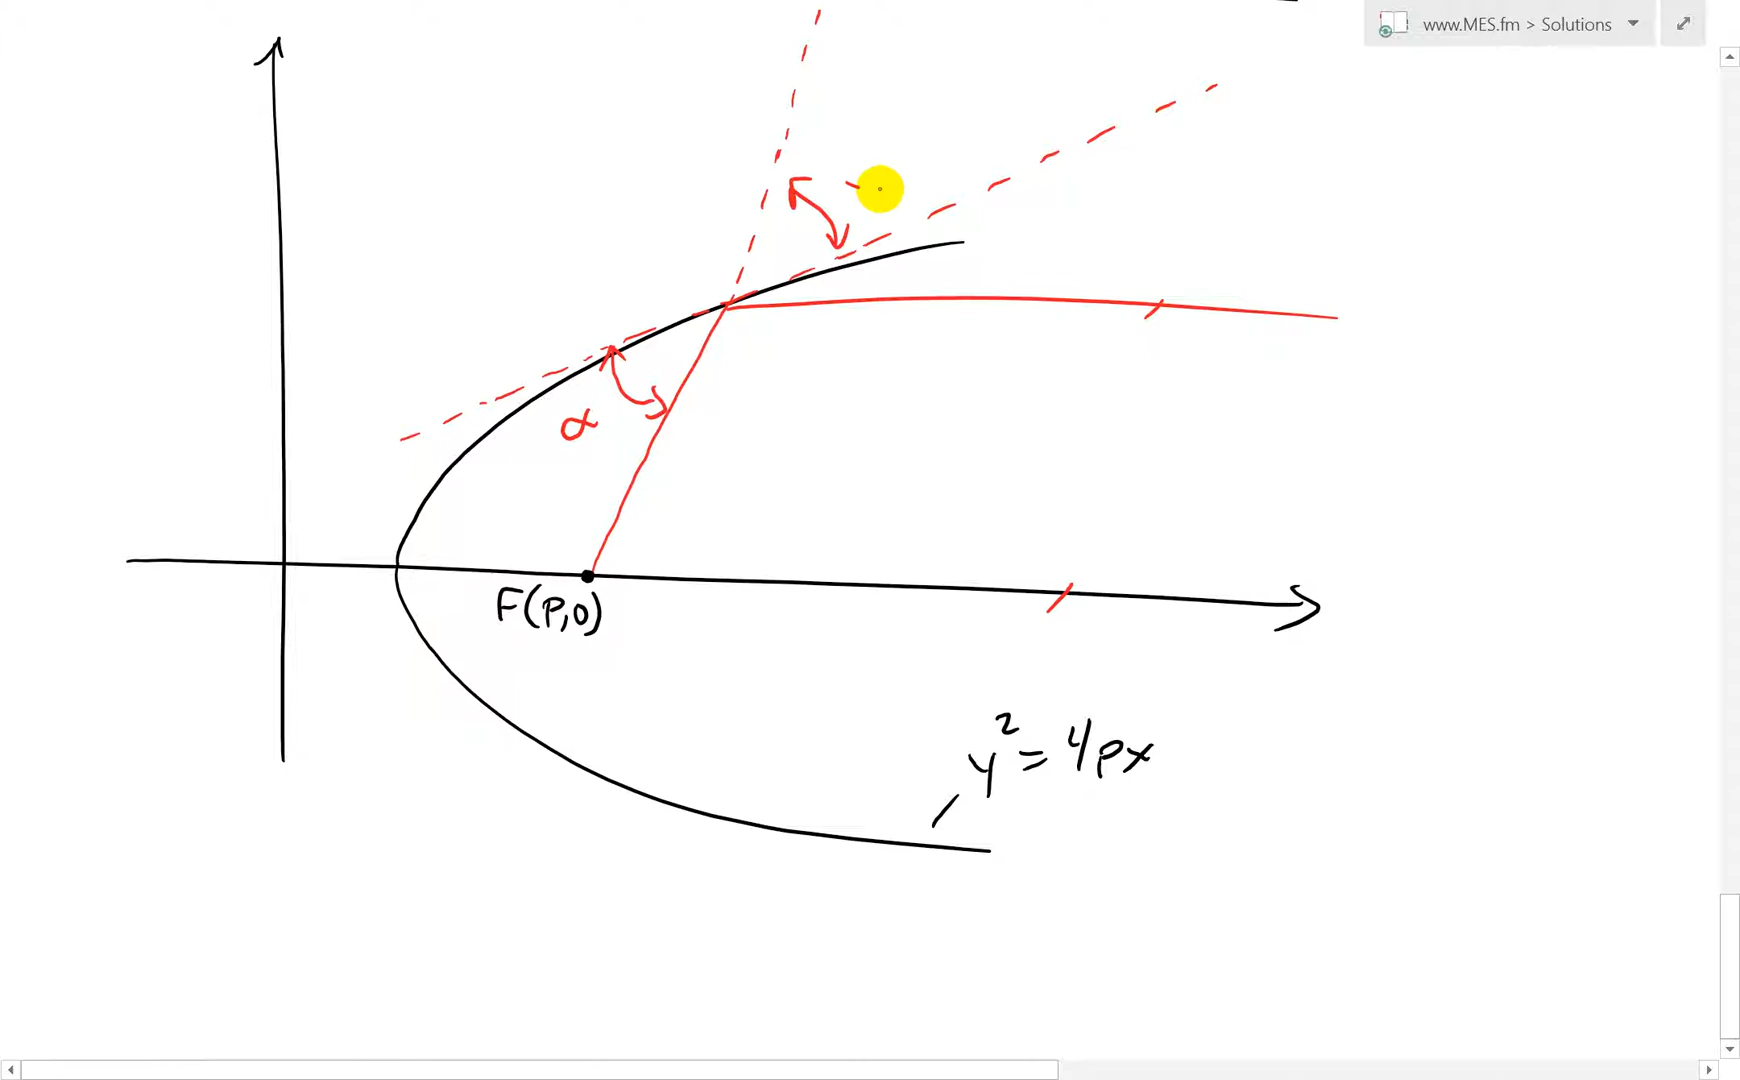 www.MES.fm > Solutions
α
F(P,0)
y² = 4px